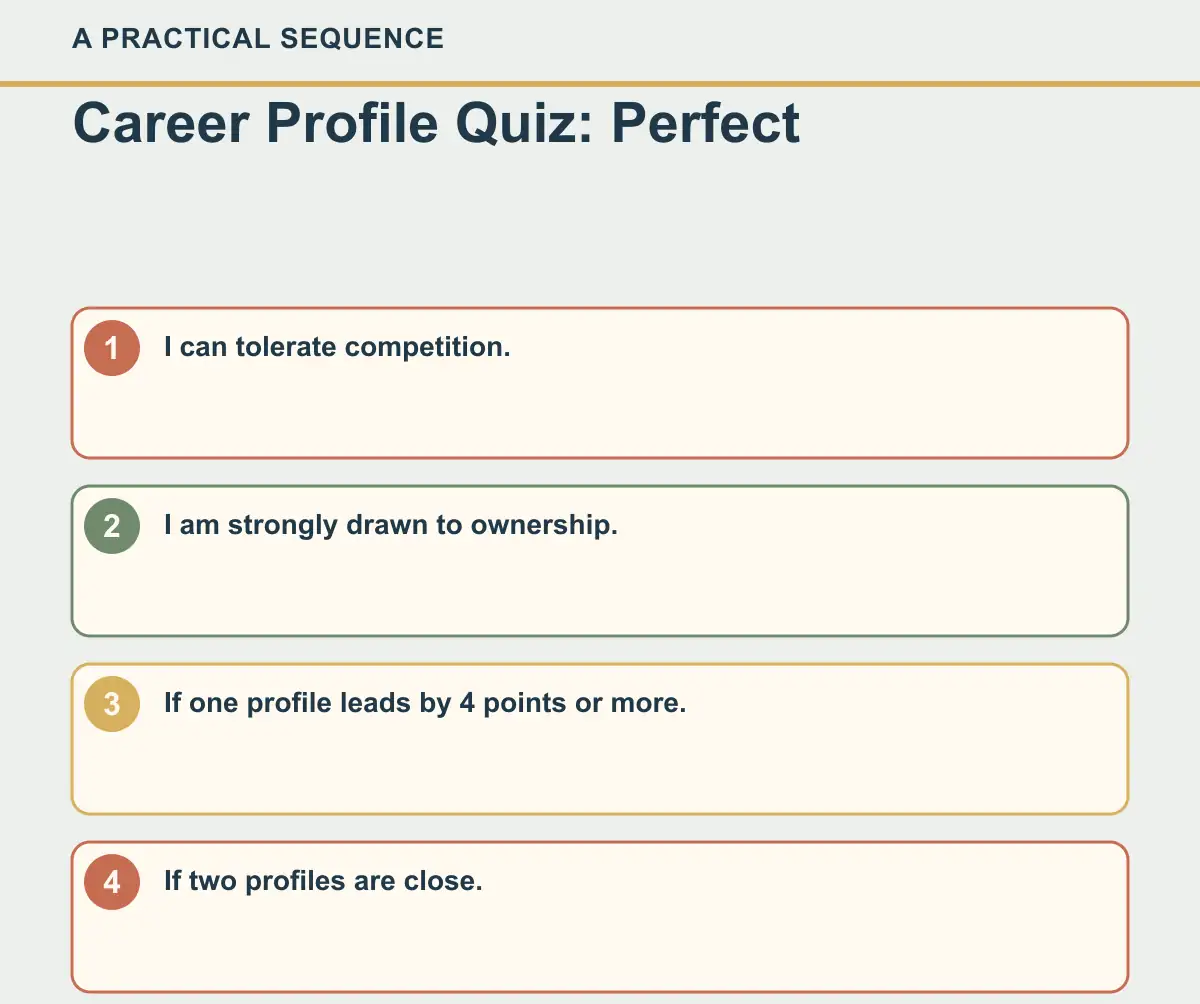 A PRACTICAL SEQUENCE
Career Profile Quiz: Perfect
1 I can tolerate competition.
2 I am strongly drawn to ownership.
3 If one profile leads by 4 points or more.
4 If two profiles are close.